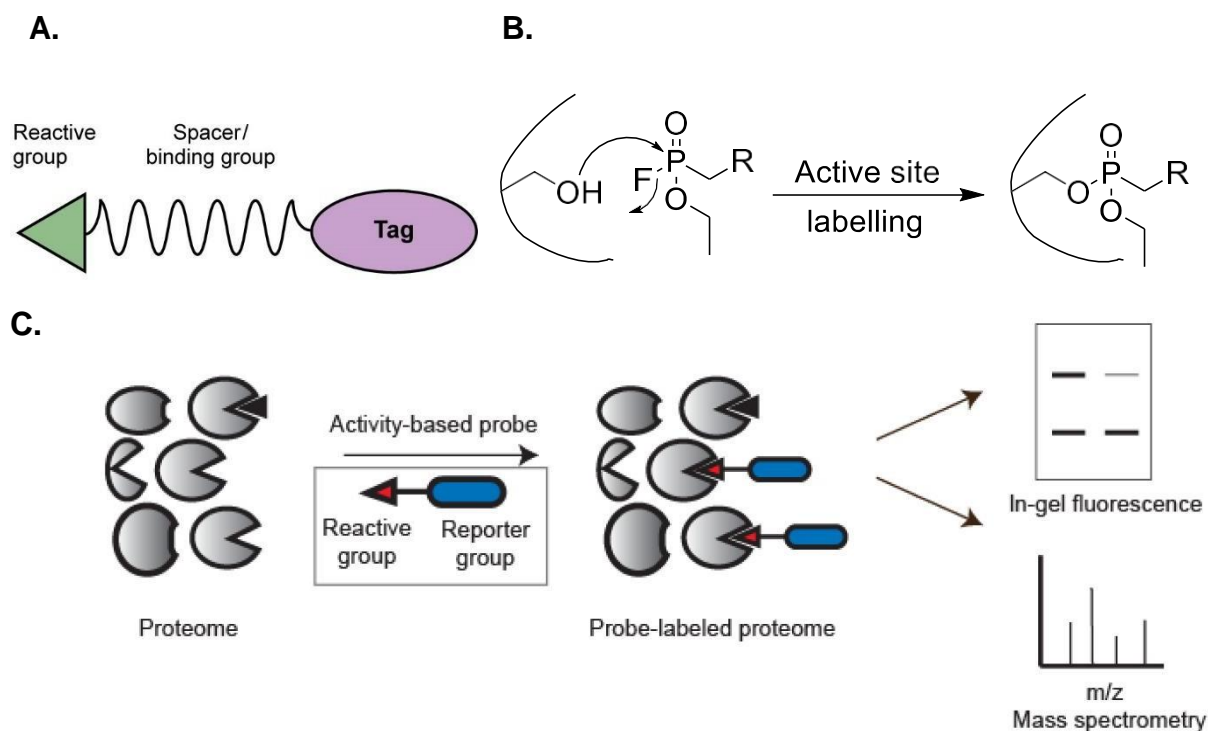 A.
Reactive
group
Spacer/
binding group
Tag
B.
OH
O
F P R
O
Active site
labelling
O
O P R
O
C.
Proteome
Activity-based probe
Reactive
group
Reporter
group
Probe-labeled proteome
In-gel fluorescence
m/z
Mass spectrometry